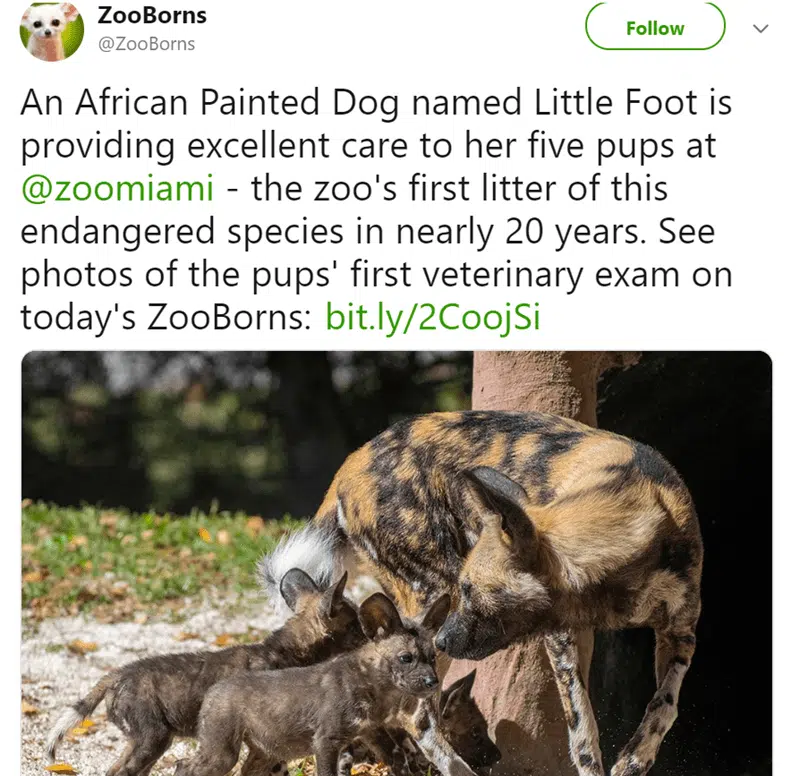 ZooBorns
@ZooBorns
Follow
An African Painted Dog named Little Foot is
providing excellent care to her five pups at
@zoomiami - the zoo's first litter of this
endangered species in nearly 20 years. See
photos of the pups' first veterinary exam on
today's ZooBorns: bit.ly/2CoojSi